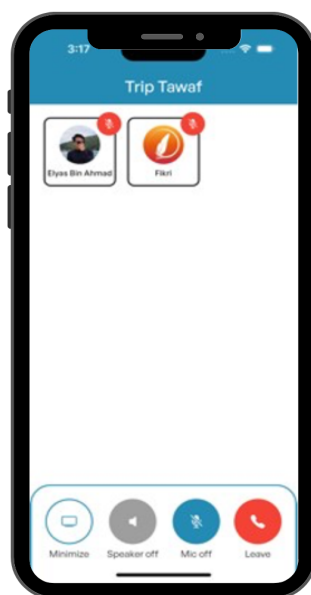 3:17
Trip Tawaf
Elyas Bin Ahmad
Fikri
Minimize Speaker off Mic off Leave